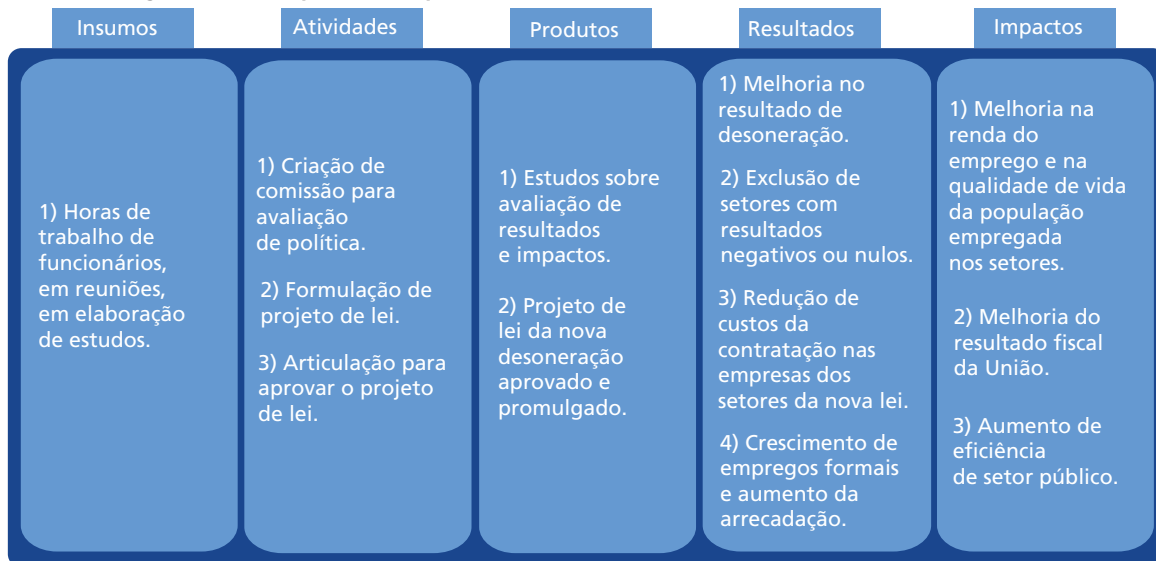 Insumos
Atividades
Produtos
Resultados
Impactos
1) Horas de
trabalho de
funcionários,
em reuniões,
em elaboração
de estudos.
1) Criação de
comissão para
avaliação
de política.
2) Formulação de
projeto de lei.
3) Articulação para
aprovar o projeto
de lei.
1) Estudos sobre
avaliação de
resultados
e impactos.
2) Projeto de
lei da nova
desoneração
aprovado e
promulgado.
1) Melhoria no
resultado de
desoneração.
2) Exclusão de
setores com
resultados
negativos ou nulos.
3) Redução de
custos da
contratação nas
empresas dos
setores da nova lei.
4) Crescimento de
empregos formais
e aumento da
arrecadação.
1) Melhoria na
renda do
emprego e na
qualidade de vida
da população
empregada
nos setores.
2) Melhoria do
resultado fiscal
da União.
3) Aumento de
eficiência
de setor público.